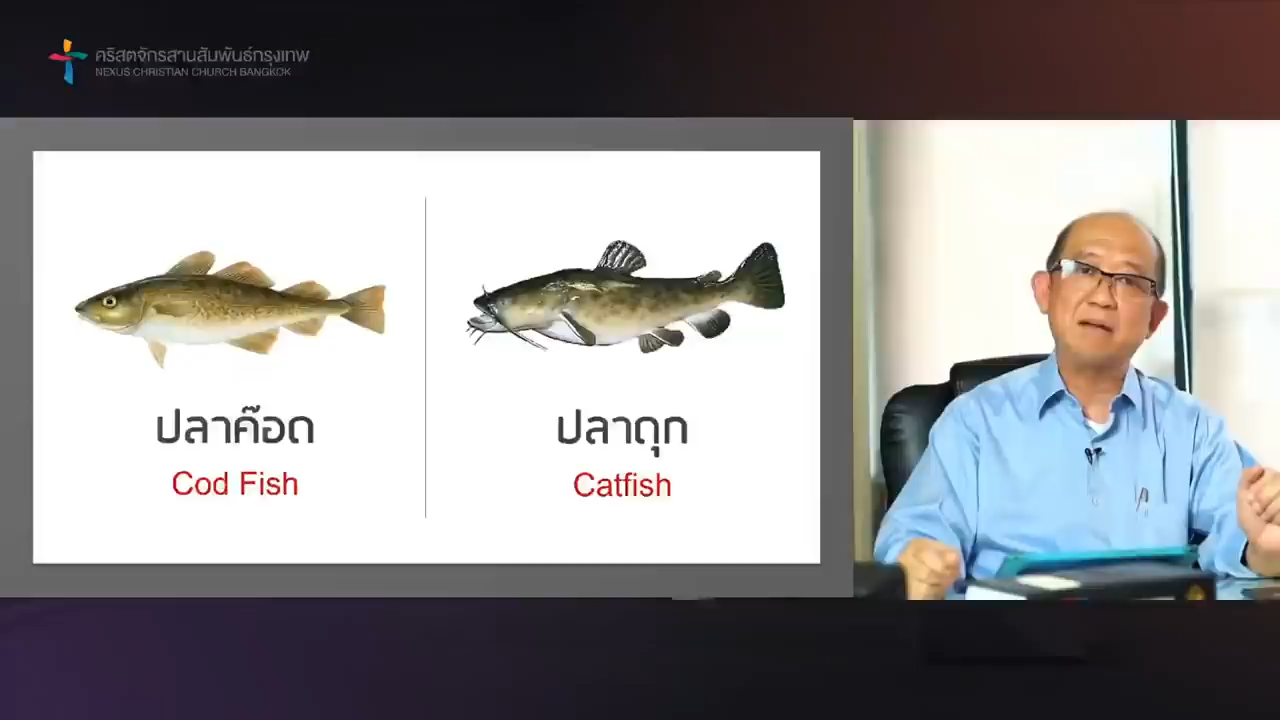 คริสตจักรสานสัมพันธ์กรุงเทพ
NEXUS CHRISTIAN CHURCH BANGKOK
ปลาค๊อด
Cod Fish
ปลาดุก
Catfish